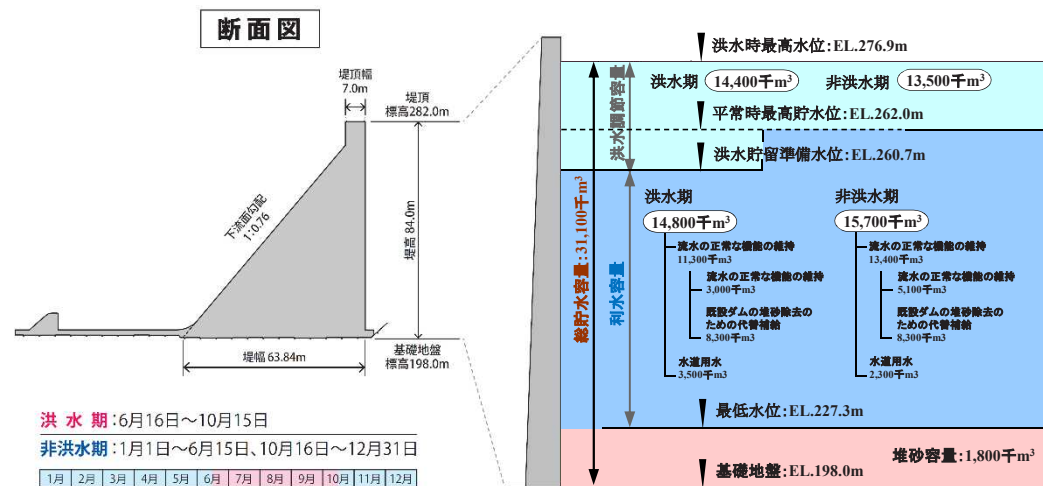 断面図
堤頂幅
7.0m
堤頂
標高282.0m
下流面勾配
1:0.76
堤高 84.0m
基礎地盤
標高198.0m
堤幅 63.84m
洪水期:6月16日~10月15日
非洪水期:1月1日~6月15日、10月16日~12月31日
1月 2月 3月 4月 5月 6月 7月 8月 9月 10月 11月 12月
洪水時最高水位:EL.276.9m
洪水期 14,400千m³ 非洪水期 13,500千m³
平常時最高貯水位:EL.262.0m
洪水貯留準備水位:EL.260.7m
洪水調節容量
総貯水容量:31,100千m³
利水容量
洪水期
14,800千m³
流水の正常な機能の維持
11,300千m3
流水の正常な機能の維持
3,000千m3
既設ダムの堆砂除去の
ための代替補給
8,300千m3
水道用水
3,500千m3
非洪水期
15,700千m³
流水の正常な機能の維持
13,400千m3
流水の正常な機能の維持
5,100千m3
既設ダムの堆砂除去の
ための代替補給
8,300千m3
水道用水
2,300千m3
最低水位:EL.227.3m
堆砂容量:1,800千m³
基礎地盤:EL.198.0m